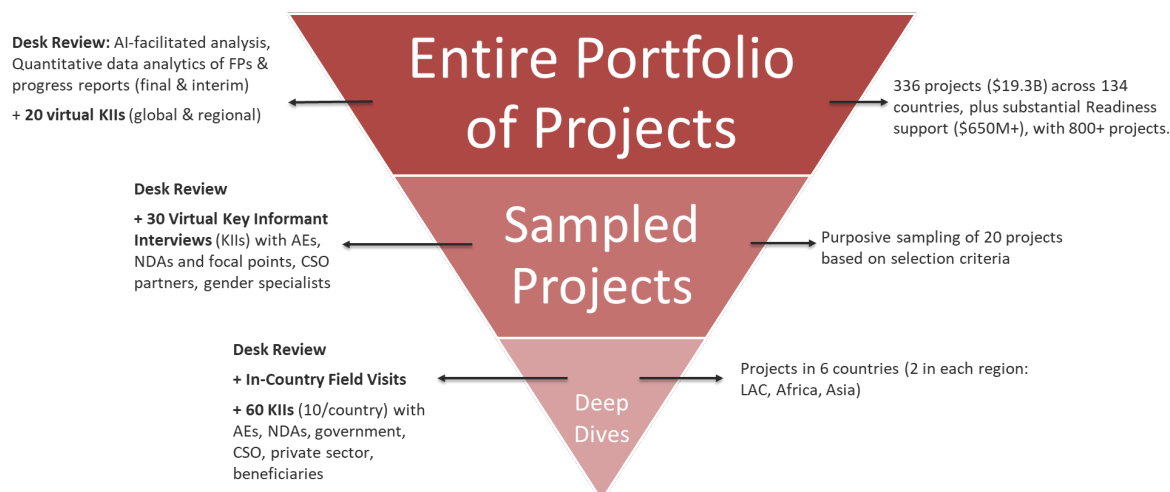 Desk Review: AI-facilitated analysis,
Quantitative data analytics of FPs &
progress reports (final & interim)
+ 20 virtual KIIs (global & regional)
Entire Portfolio
of Projects
336 projects ($19.3B) across 134
countries, plus substantial Readiness
support ($650M+), with 800+ projects.
Desk Review
+ 30 Virtual Key Informant
Interviews (KIIs) with AEs,
NDAs and focal points, CSO
partners, gender specialists
Sampled
Projects
Purposive sampling of 20 projects
based on selection criteria
Desk Review
+ In-Country Field Visits
+ 60 KIIs (10/country) with
AEs, NDAs, government,
CSO, private sector,
beneficiaries
Deep
Dives
Projects in 6 countries (2 in each region:
LAC, Africa, Asia)